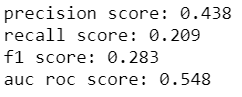 precision score: 0.438
recall score: 0.209
f1 score: 0.283
auc roc score: 0.548